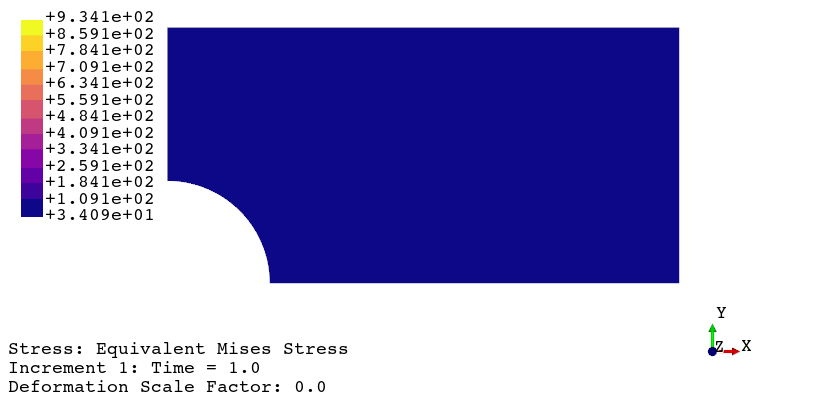 +9.341e+02
+8.591e+02
+7.841e+02
+7.091e+02
+6.341e+02
+5.591e+02
+4.841e+02
+4.091e+02
+3.341e+02
+2.591e+02
+1.841e+02
+1.091e+02
+3.409e+01
Y
Z X
Stress: Equivalent Mises Stress
Increment 1: Time = 1.0
Deformation Scale Factor: 0.0